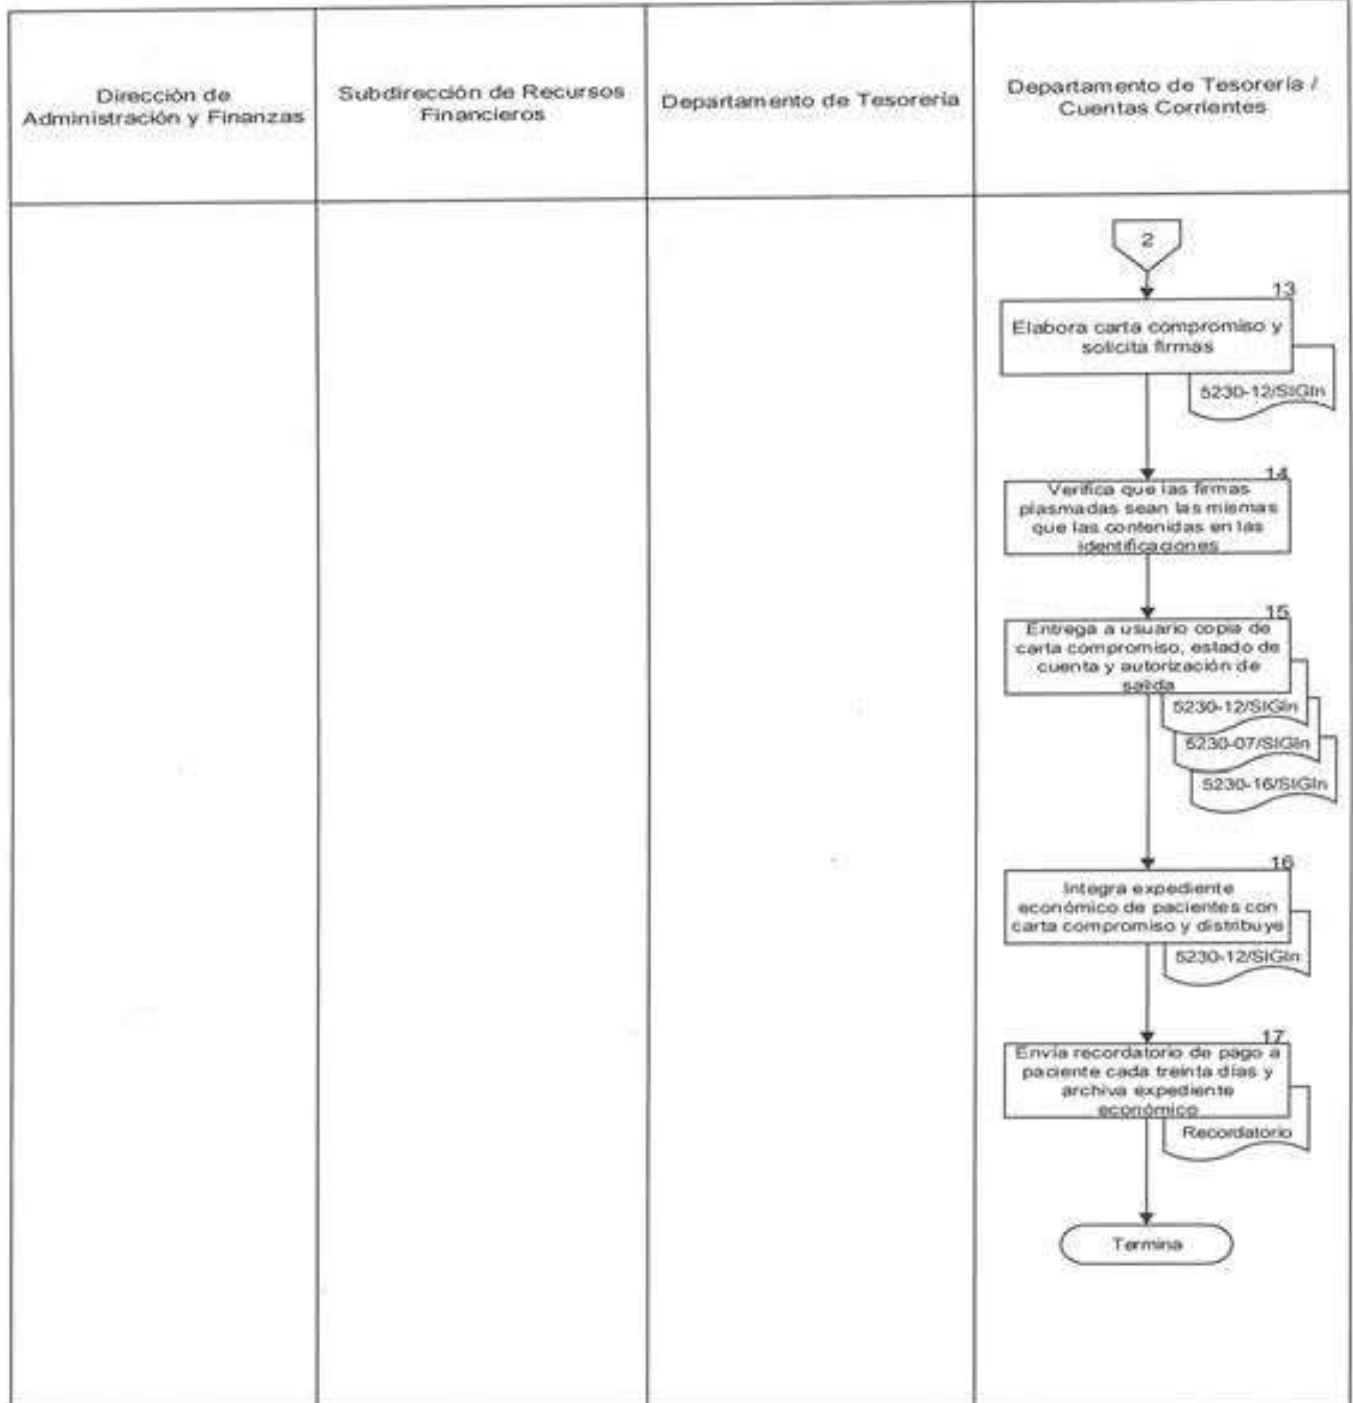 Dirección de
Administración y Finanzas
Subdirección de Recursos
Financieros
Departamento de Tesorería
Departamento de Tesorería /
Cuentas Corrientes
2
13
Elabora carta compromiso y
solicita firmas
5230-12/SIGIn
14
Verifica que las firmas
plasmadas sean las mismas
que las contenidas en las
identificaciones
15
Entrega a usuario copia de
carta compromiso, estado de
cuenta y autorización de
salida
5230-12/SIGIn
5230-07/SIGIn
5230-16/SIGIn
16
Integra expediente
económico de pacientes con
carta compromiso y distribuye
5230-12/SIGIn
17
Envía recordatorio de pago a
paciente cada treinta días y
archiva expediente
económico
Recordatorio
Termina